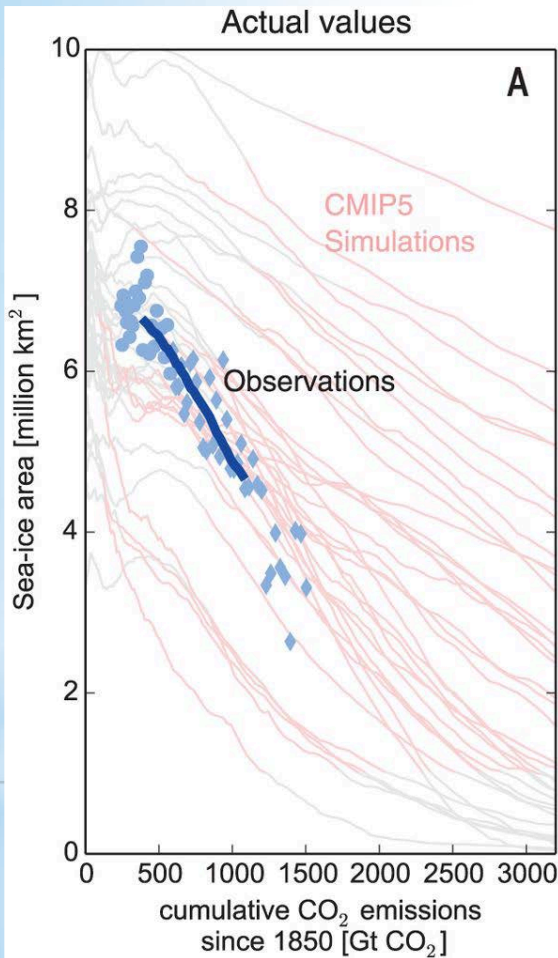 Actual values
A
10
8
6
4
2
0
Sea-ice area [million km²]
CMIP5
Simulations
Observations
0 500 1000 1500 2000 2500 3000
cumulative CO₂ emissions
since 1850 [Gt CO₂]